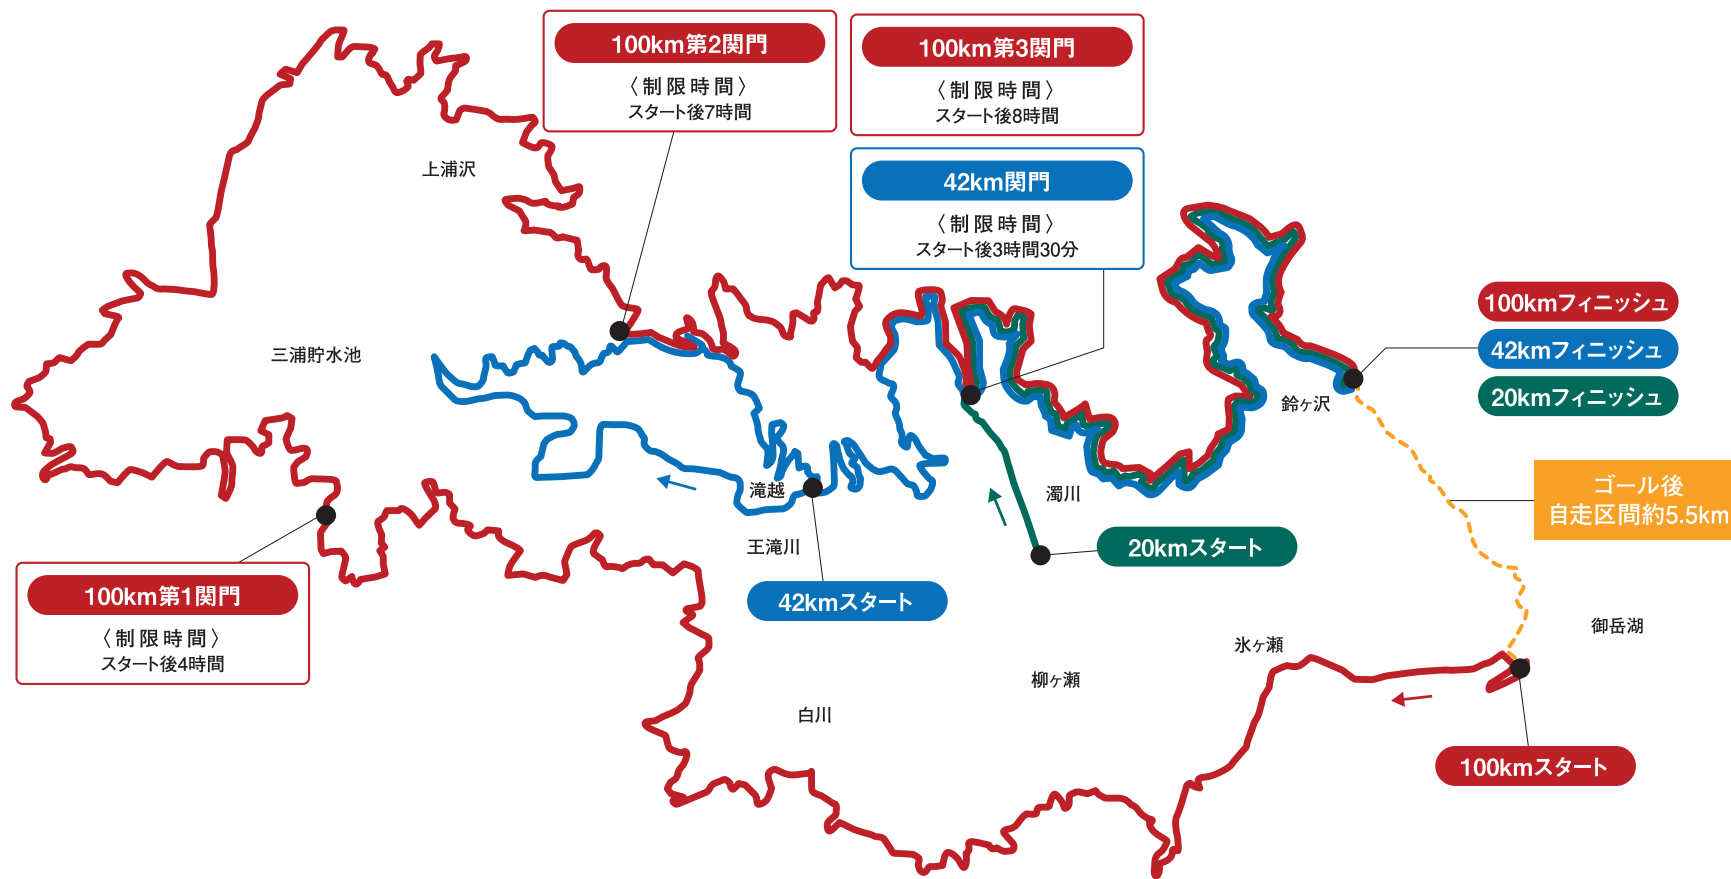 100km第2関門
〈制限時間〉
スタート後7時間
100km第3関門
〈制限時間〉
スタート後8時間
42km関門
〈制限時間〉
スタート後3時間30分
上浦沢
三浦貯水池
100kmフィニッシュ
42kmフィニッシュ
20kmフィニッシュ
鈴ヶ沢
ゴール後
自走区間約5.5km
滝越
濁川
王滝川
20kmスタート
100km第1関門
〈制限時間〉
スタート後4時間
42kmスタート
御岳湖
氷ヶ瀬
柳ヶ瀬
白川
100kmスタート